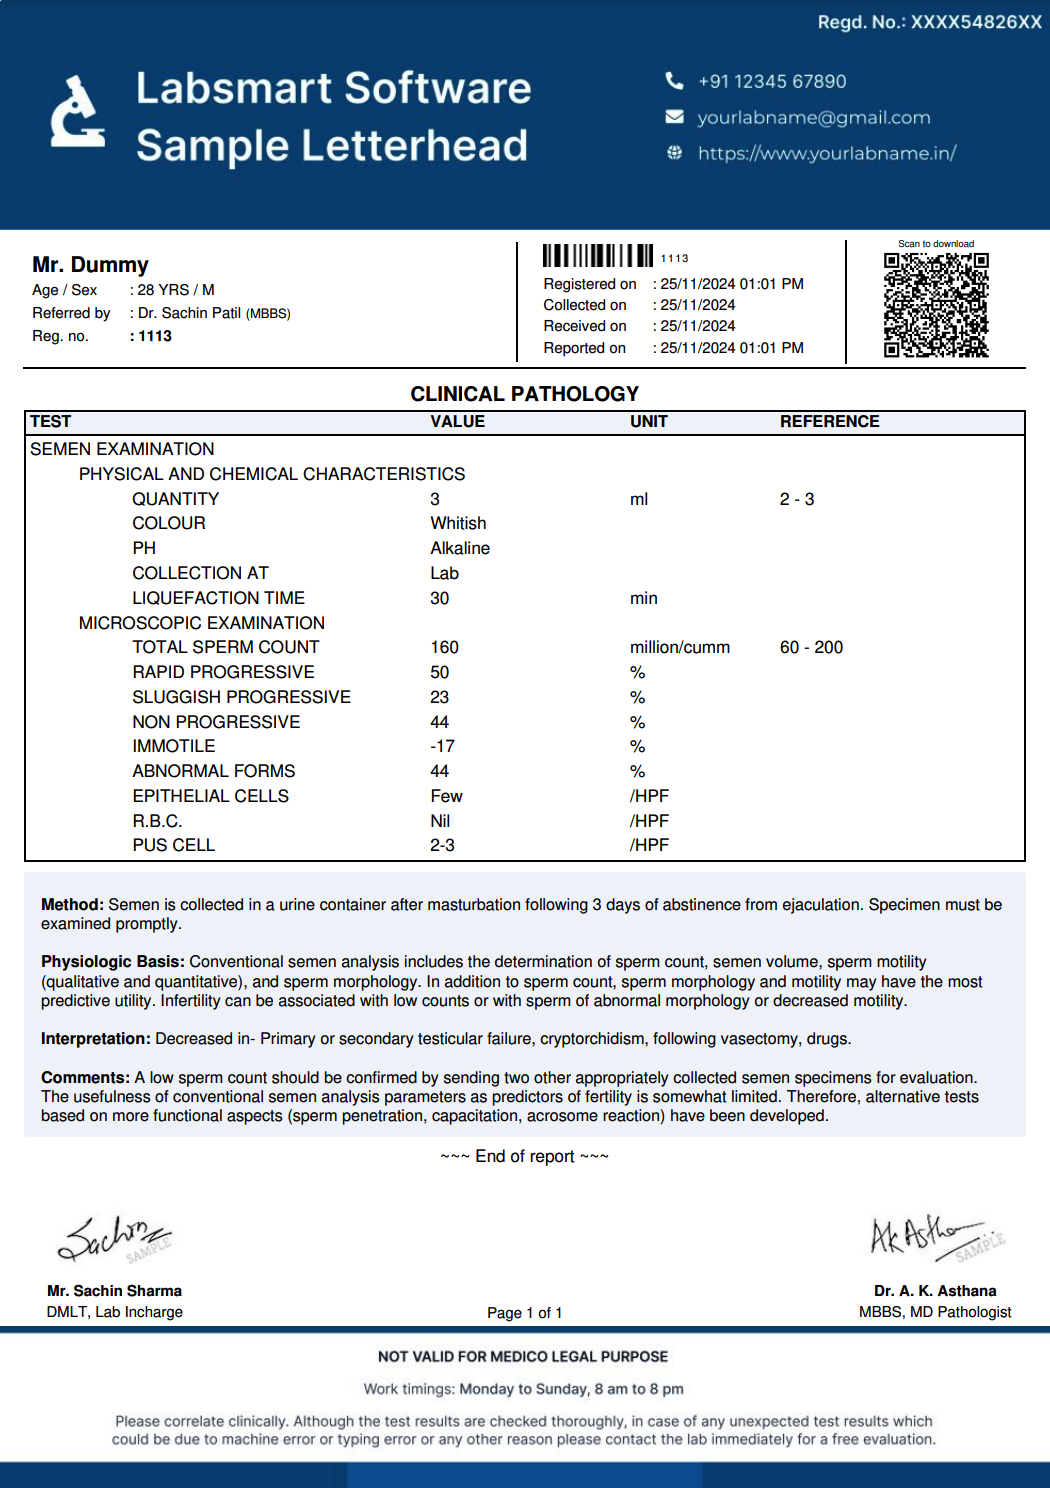 Regd. No.: XXXX54826XX
Labsmart Software
Sample Letterhead
+91 12345 67890
yourlabname@gmail.com
https://www.yourlabname.in/
Mr. Dummy
Age / Sex : 28 YRS / M
Referred by : Dr. Sachin Patil (MBBS)
Reg. no. : 1113
1113
Registered on : 25/11/2024 01:01 PM
Collected on : 25/11/2024
Received on : 25/11/2024
Reported on : 25/11/2024 01:01 PM
Scan to download
CLINICAL PATHOLOGY
TEST VALUE UNIT REFERENCE
SEMEN EXAMINATION
PHYSICAL AND CHEMICAL CHARACTERISTICS
QUANTITY 3 ml 2 - 3
COLOUR Whitish
PH Alkaline
COLLECTION AT Lab
LIQUEFACTION TIME 30 min
MICROSCOPIC EXAMINATION
TOTAL SPERM COUNT 160 million/cumm 60 - 200
RAPID PROGRESSIVE 50 %
SLUGGISH PROGRESSIVE 23 %
NON PROGRESSIVE 44 %
IMMOTILE -17 %
ABNORMAL FORMS 44 %
EPITHELIAL CELLS Few /HPF
R.B.C. Nil /HPF
PUS CELL 2-3 /HPF
Method: Semen is collected in a urine container after masturbation following 3 days of abstinence from ejaculation. Specimen must be
examined promptly.
Physiologic Basis: Conventional semen analysis includes the determination of sperm count, semen volume, sperm motility
(qualitative and quantitative), and sperm morphology. In addition to sperm count, sperm morphology and motility may have the most
predictive utility. Infertility can be associated with low counts or with sperm of abnormal morphology or decreased motility.
Interpretation: Decreased in- Primary or secondary testicular failure, cryptorchidism, following vasectomy, drugs.
Comments: A low sperm count should be confirmed by sending two other appropriately collected semen specimens for evaluation.
The usefulness of conventional semen analysis parameters as predictors of fertility is somewhat limited. Therefore, alternative tests
based on more functional aspects (sperm penetration, capacitation, acrosome reaction) have been developed.
~~~ End of report ~~~
Sachin
SAMPLE
Ak Astha
SAMPLE
Mr. Sachin Sharma
DMLT, Lab Incharge
Page 1 of 1
Dr. A. K. Asthana
MBBS, MD Pathologist
NOT VALID FOR MEDICO LEGAL PURPOSE
Work timings: Monday to Sunday, 8 am to 8 pm
Please correlate clinically. Although the test results are checked thoroughly, in case of any unexpected test results which
could be due to machine error or typing error or any other reason please contact the lab immediately for a free evaluation.